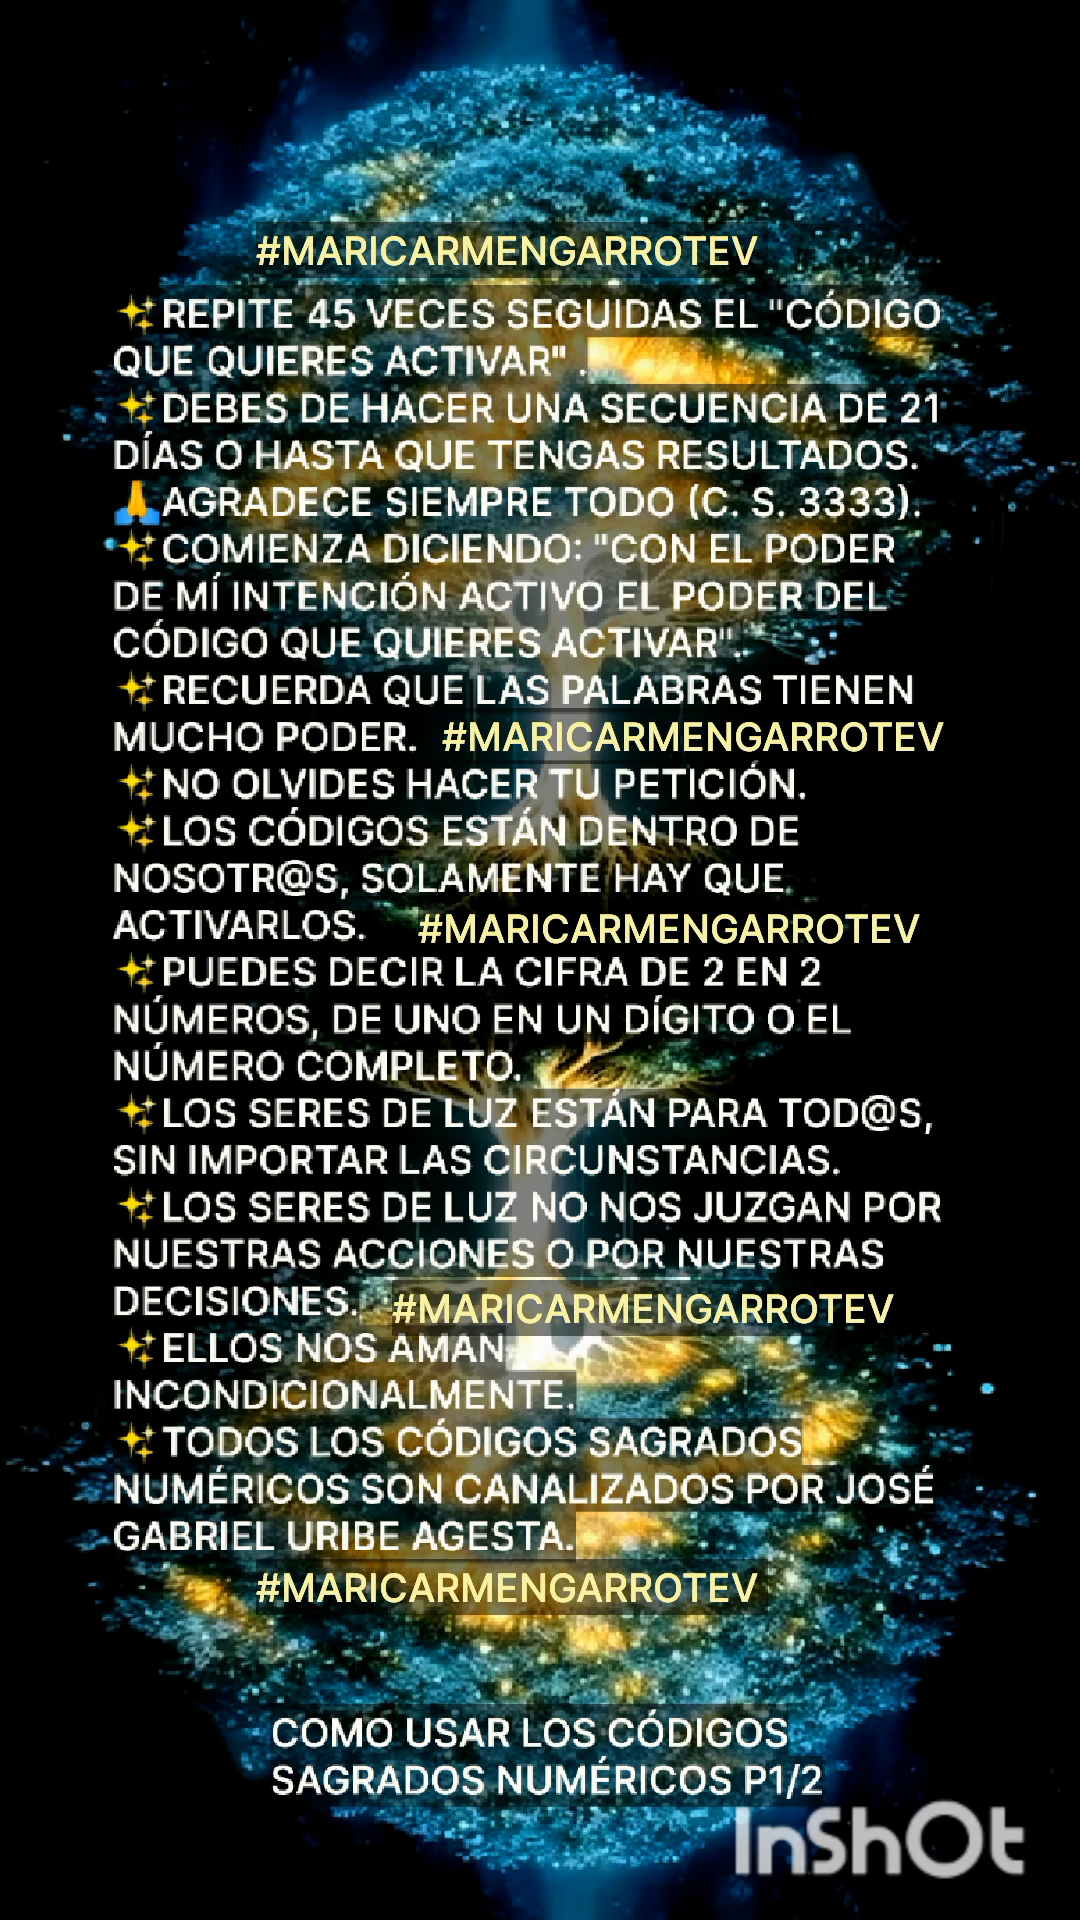 #MARICARMENGARROTEV
✨REPITE 45 VECES SEGUIDAS EL "CÓDIGO
QUE QUIERES ACTIVAR" .
✨DEBES DE HACER UNA SECUENCIA DE 21
DÍAS O HASTA QUE TENGAS RESULTADOS.
🙏AGRADECE SIEMPRE TODO (C. S. 3333).
✨COMIENZA DICIENDO: "CON EL PODER
DE MÍ INTENCIÓN ACTIVO EL PODER DEL
CÓDIGO QUE QUIERES ACTIVAR"..
✨RECUERDA QUE LAS PALABRAS TIENEN
MUCHO PODER. #MARICARMENGARROTEV
✨NO OLVIDES HACER TU PETICIÓN.
✨LOS CÓDIGOS ESTÁN DENTRO DE
NOSOTR@S, SOLAMENTE HAY QUE
ACTIVARLOS. #MARICARMENGARROTEV
✨PUEDES DECIR LA CIFRA DE 2 EN 2
NÚMEROS, DE UNO EN UN DÍGITO O EL
NÚMERO COMPLETO.
✨LOS SERES DE LUZ ESTÁN PARA TOD@S,
SIN IMPORTAR LAS CIRCUNSTANCIAS.
✨LOS SERES DE LUZ NO NOS JUZGAN POR
NUESTRAS ACCIONES O POR NUESTRAS
DECISIONES. #MARICARMENGARROTEV
✨ELLOS NOS AMAN
INCONDICIONALMENTE.
✨TODOS LOS CÓDIGOS SAGRADOS
NUMÉRICOS SON CANALIZADOS POR JOSÉ
GABRIEL URIBE AGESTA.
#MARICARMENGARROTEV
COMO USAR LOS CÓDIGOS
SAGRADOS NUMÉRICOS P1/2
InShOt